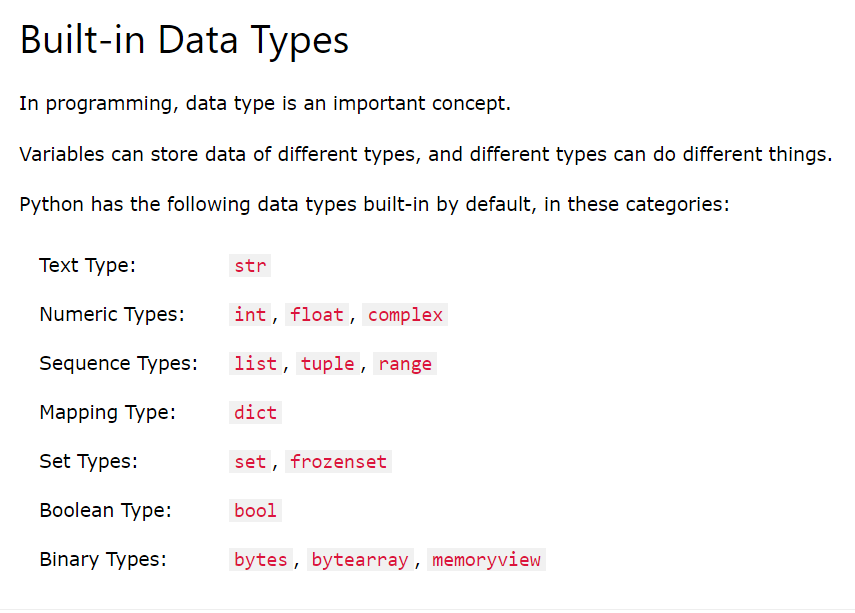 Built-in Data Types
In programming, data type is an important concept.
Variables can store data of different types, and different types can do different things.
Python has the following data types built-in by default, in these categories:
Text Type: str
Numeric Types: int, float, complex
Sequence Types: list, tuple, range
Mapping Type: dict
Set Types: set, frozenset
Boolean Type: bool
Binary Types: bytes, bytearray, memoryview